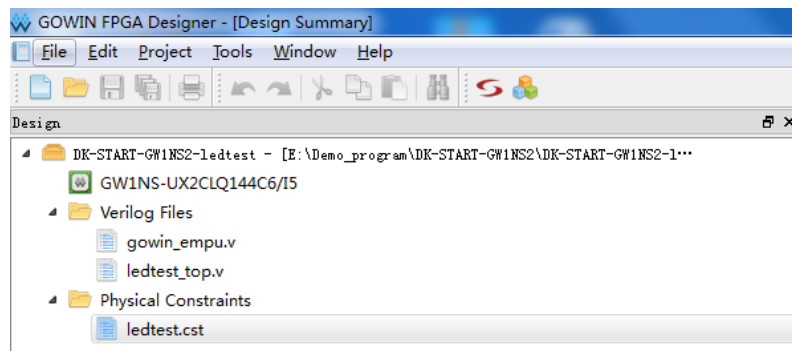 GOWIN FPGA Designer - [Design Summary]
File Edit Project Tools Window Help
Design
DK-START-GW1NS2-ledtest - [E:\Demo_program\DK-START-GW1NS2\DK-START-GW1NS2-l...
GW1NS-UX2CLQ144C6/I5
Verilog Files
gowin_empu.v
ledtest_top.v
Physical Constraints
ledtest.cst